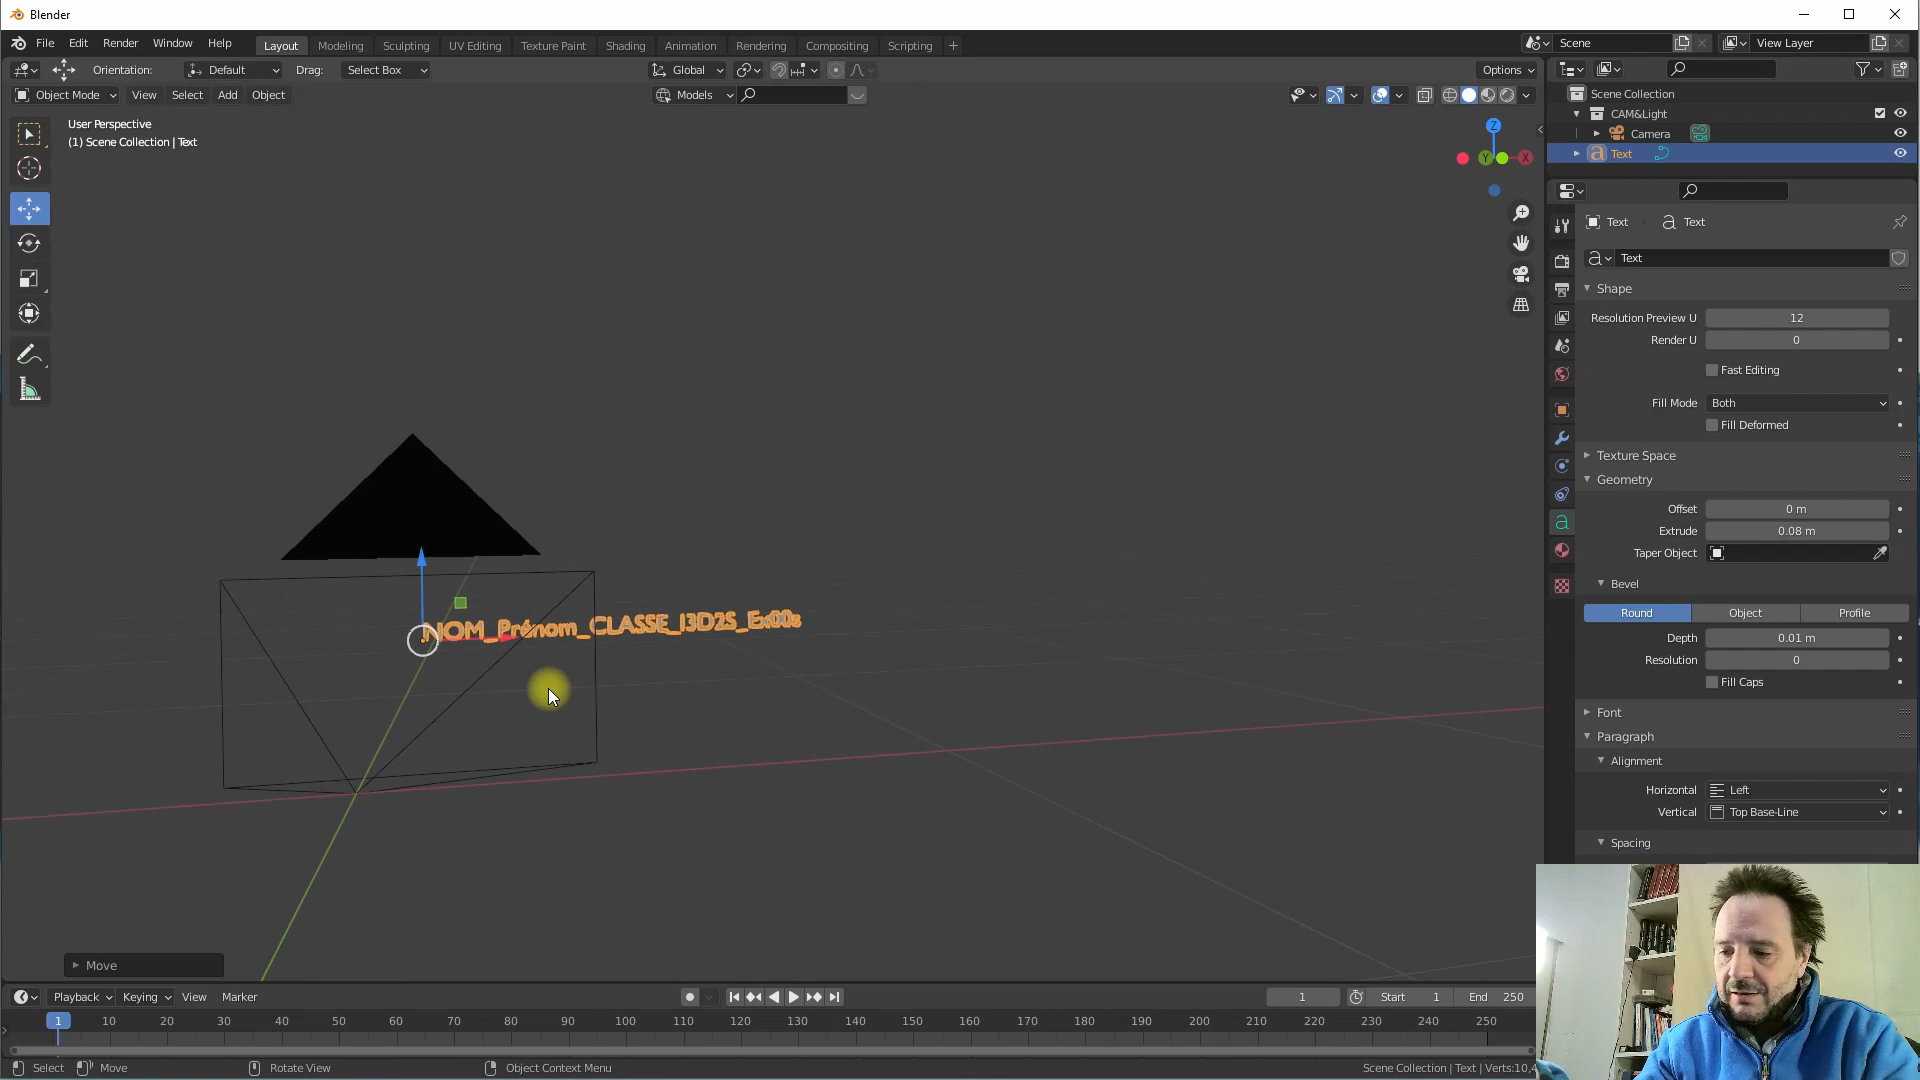 Blender
File Edit Render Window Help
Layout Modeling Sculpting UV Editing Texture Paint Shading Animation Rendering Compositing Scripting +
Scene
View Layer
Orientation: Default Drag: Select Box
Global
Options
Object Mode View Select Add Object
Models
User Perspective
(1) Scene Collection | Text
Z
Y
X
NOM_Prénom_CLASSE_I3D2S_Ex00s
Move
Scene Collection
CAM&Light
Camera
Text
Text
Text
Text
Shape
Resolution Preview U 12
Render U 0
Fast Editing
Fill Mode Both
Fill Deformed
Texture Space
Geometry
Offset 0 m
Extrude 0.08 m
Taper Object
Bevel
Round Object Profile
Depth 0.01 m
Resolution 0
Fill Caps
Font
Paragraph
Alignment
Horizontal Left
Vertical Top Base-Line
Spacing
Playback Keying View Marker
1
Start 1 End 250
1 10 20 30 40 50 60 70 80 90 100 110 120 130 140 150 160 170 180 190 200 210 220 230 240 250
Select Move Rotate View Object Context Menu
Scene Collection | Text | Verts:10,4